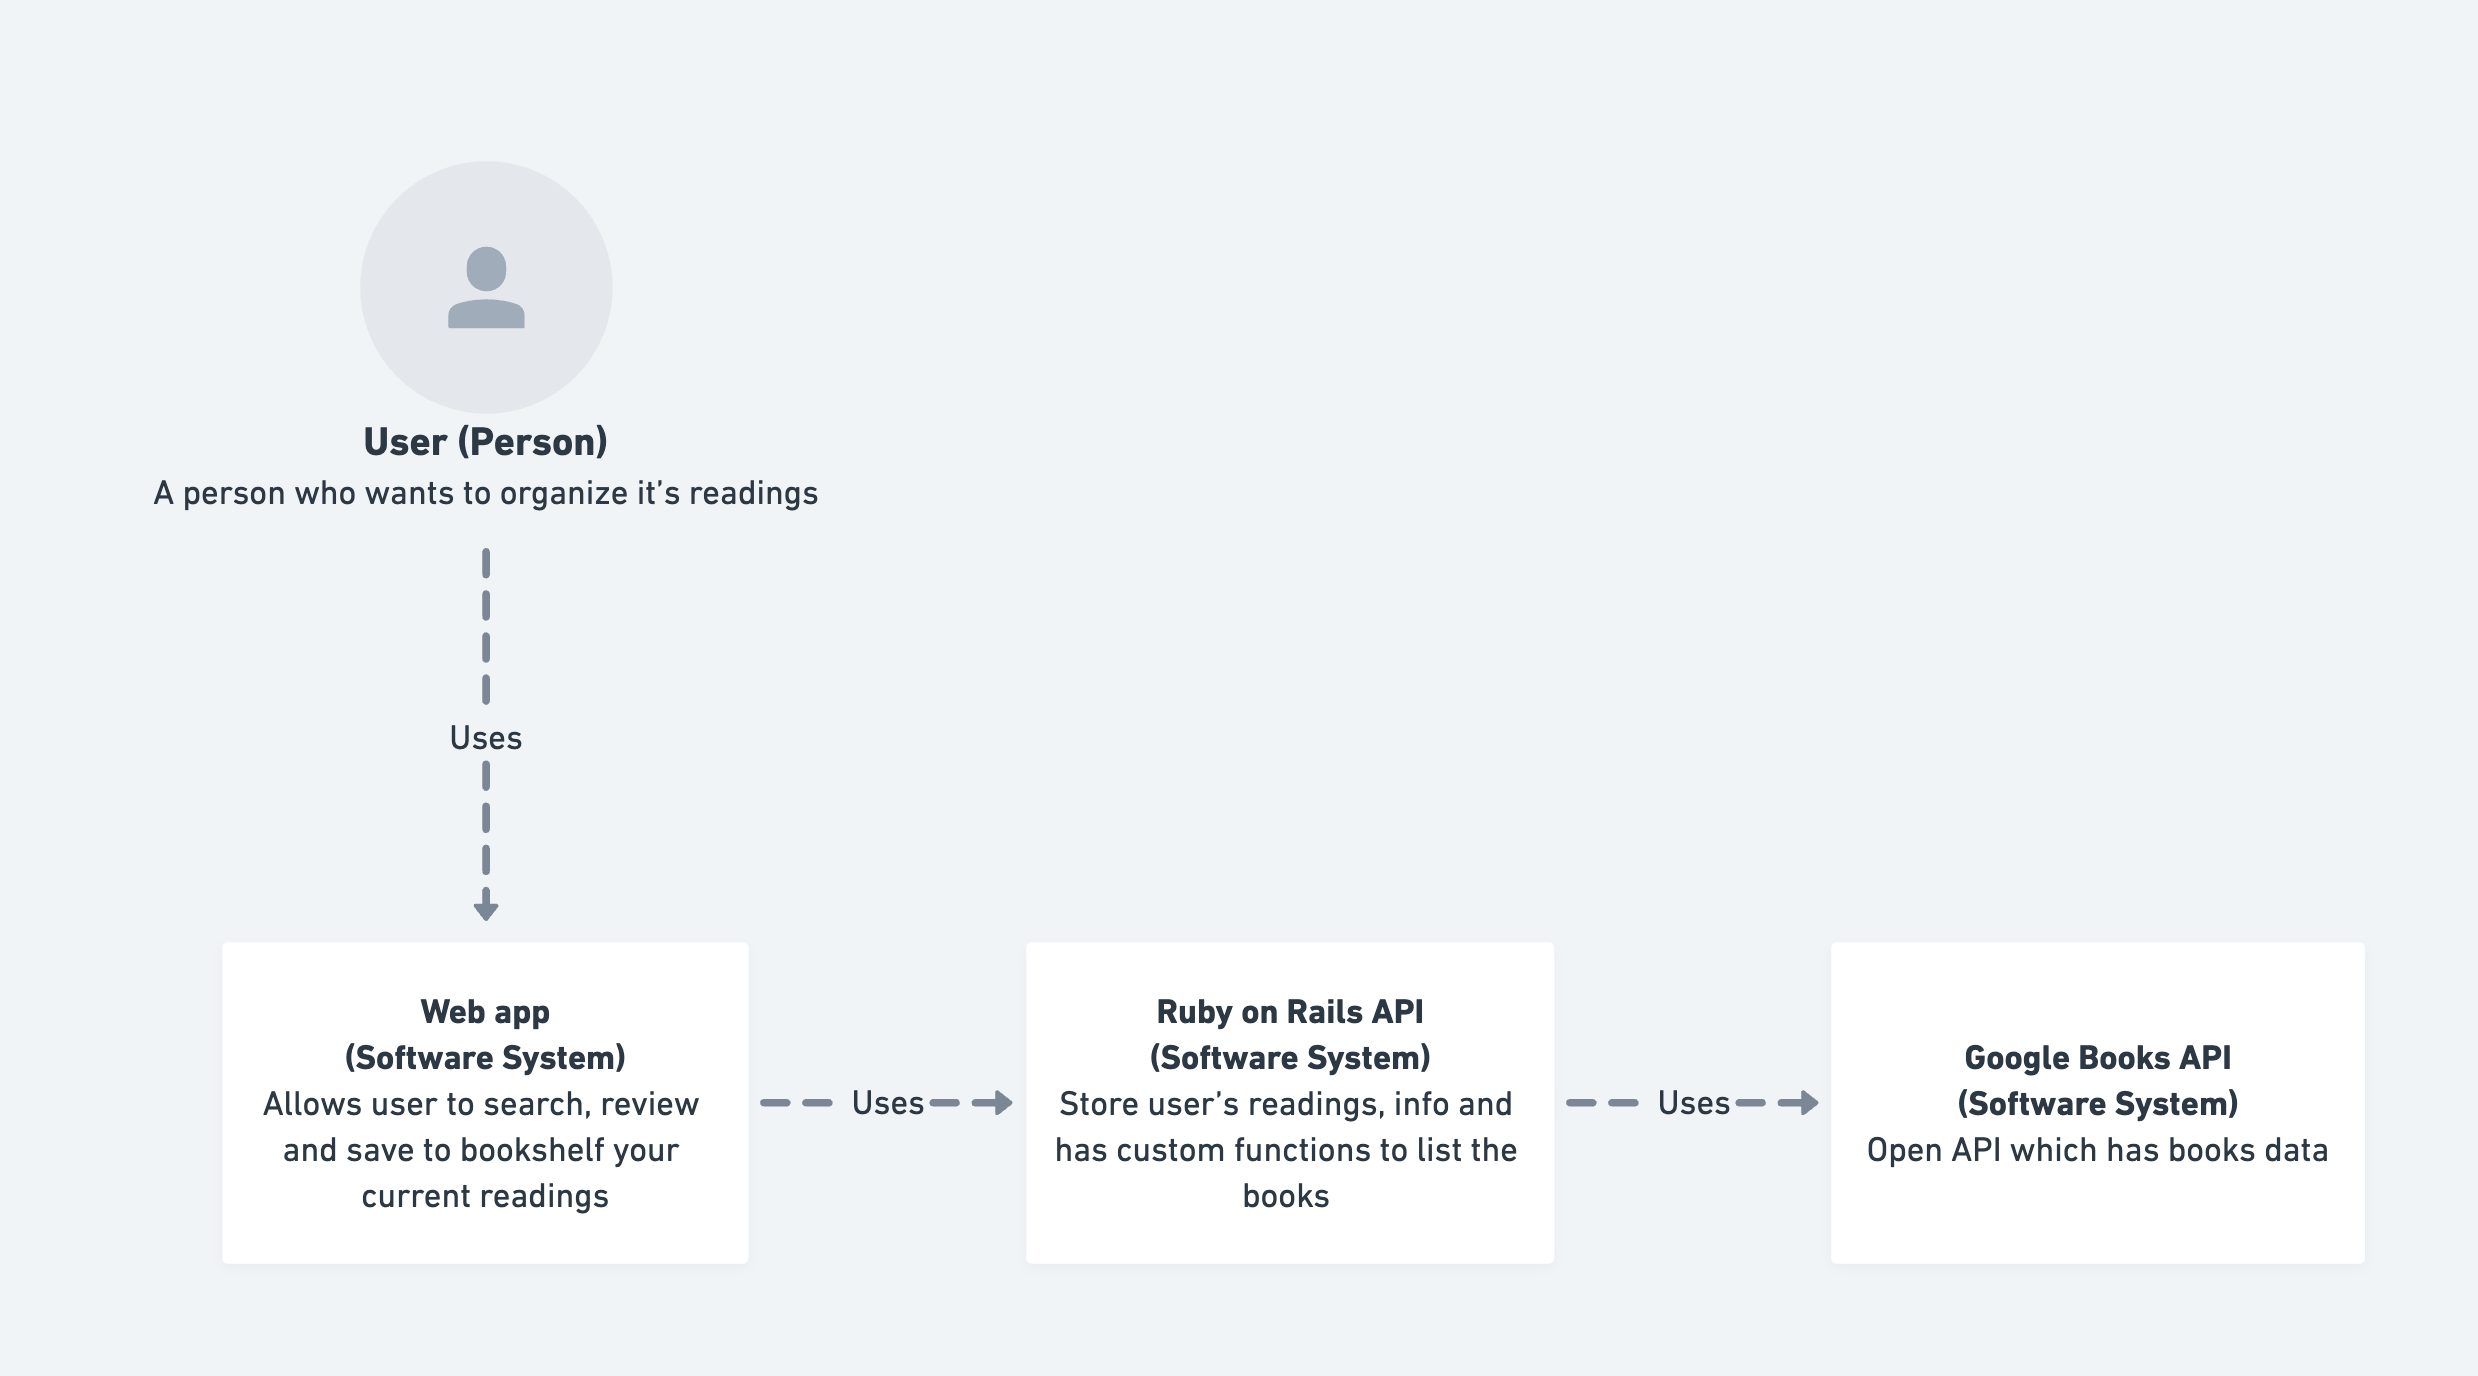 User (Person)
A person who wants to organize it’s readings
Uses
Web app
(Software System)
Allows user to search, review
and save to bookshelf your
current readings
Uses
Ruby on Rails API
(Software System)
Store user’s readings, info and
has custom functions to list the
books
Uses
Google Books API
(Software System)
Open API which has books data